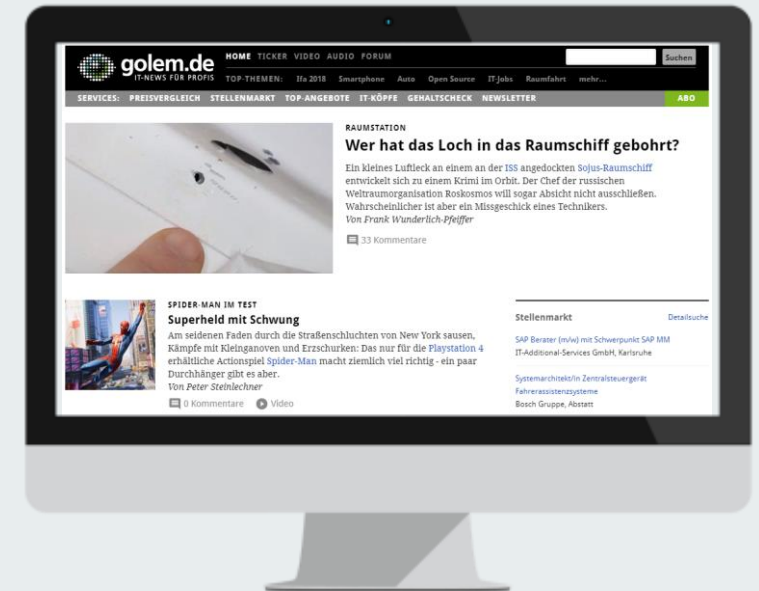 golem.de
IT-NEWS FÜR PROFIS
HOME TICKER VIDEO AUDIO FORUM
Suchen
TOP-THEMEN: Ifa 2018 Smartphone Auto Open Source IT-Jobs Raumfahrt mehr...
SERVICES: PREISVERGLEICH STELLENMARKT TOP-ANGEBOTE IT-KÖPFE GEHALTSCHECK NEWSLETTER ABO
RAUMSTATION
Wer hat das Loch in das Raumschiff gebohrt?
Ein kleines Luftleck an einem an der ISS angedockten Sojus-Raumschiff
entwickelt sich zu einem Krimi im Orbit. Der Chef der russischen
Weltraumorganisation Roskosmos will sogar Absicht nicht ausschließen.
Wahrscheinlicher ist aber ein Missgeschick eines Technikers.
Von Frank Wunderlich-Pfeiffer
33 Kommentare
SPIDER-MAN IM TEST
Superheld mit Schwung
Am seidenen Faden durch die Straßenschluchten von New York sausen,
Kämpfe mit Kleinganoven und Erzschurken: Das nur für die Playstation 4
erhältliche Actionspiel Spider-Man macht ziemlich viel richtig - ein paar
Durchhänger gibt es aber.
Von Peter Steinlechner
0 Kommentare Video
Stellenmarkt Detailsuche
SAP Berater (m/w) mit Schwerpunkt SAP MM
IT-Additional-Services GmbH, Karlsruhe
Systemarchitekt/in Zentralsteuergerät
Fahrerassistenzsysteme
Bosch Gruppe, Abstatt